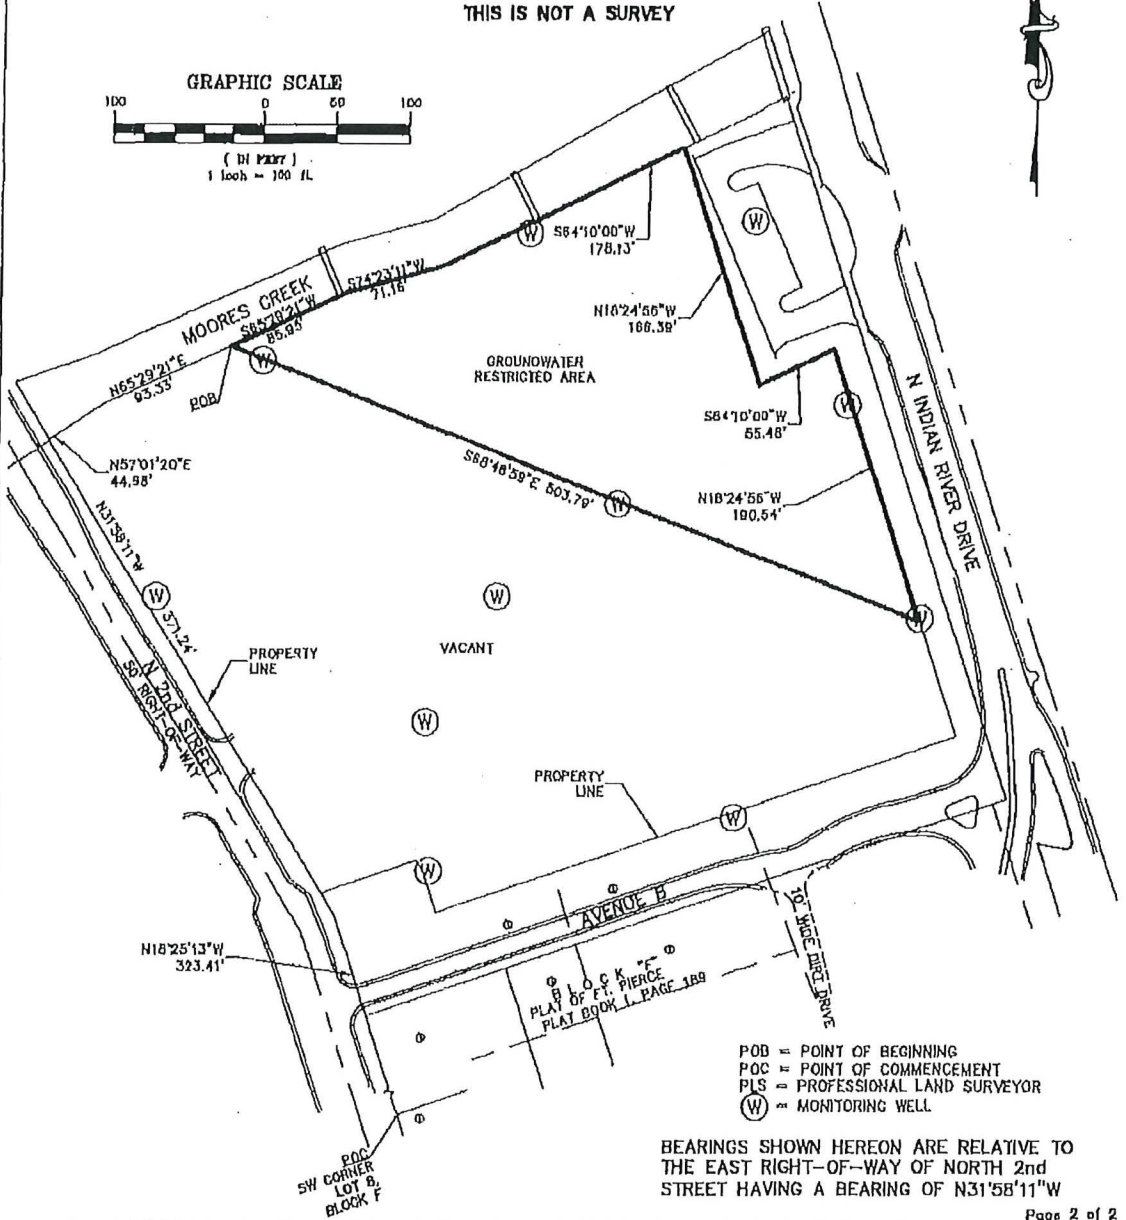 THIS IS NOT A SURVEY
GRAPHIC SCALE
100 0 50 100
( IN FEET )
1 inch = 100 ft.
S64°10'00"W
178.13'
S74°23'11"W
71.16'
MOORES CREEK
S65°29'21"W
85.95'
N65°29'21"E
93.33'
POB
N18°24'56"W
166.39'
GROUNDWATER
RESTRICTED AREA
S64°10'00"W
55.48'
N INDIAN RIVER DRIVE
N57°01'20"E
44.98'
S68°48'59"E 503.79'
N18°24'56"W
190.54'
N31°58'11"W
371.24'
W
W
W
W
W
W
W
W
W
W
W
PROPERTY
LINE
VACANT
N 2nd STREET
50' RIGHT-OF-WAY
PROPERTY
LINE
AVENUE B
N18°25'13"W
323.41'
BLOCK "F"
PLAT OF FT. PIERCE
PLAT BOOK 1, PAGE 189
10' WIDE DIRT DRIVE
POB = POINT OF BEGINNING
POC = POINT OF COMMENCEMENT
PLS = PROFESSIONAL LAND SURVEYOR
W = MONITORING WELL
POC
SW CORNER
LOT 8,
BLOCK F
BEARINGS SHOWN HEREON ARE RELATIVE TO
THE EAST RIGHT-OF-WAY OF NORTH 2nd
STREET HAVING A BEARING OF N31°58'11"W
Page 2 of 2